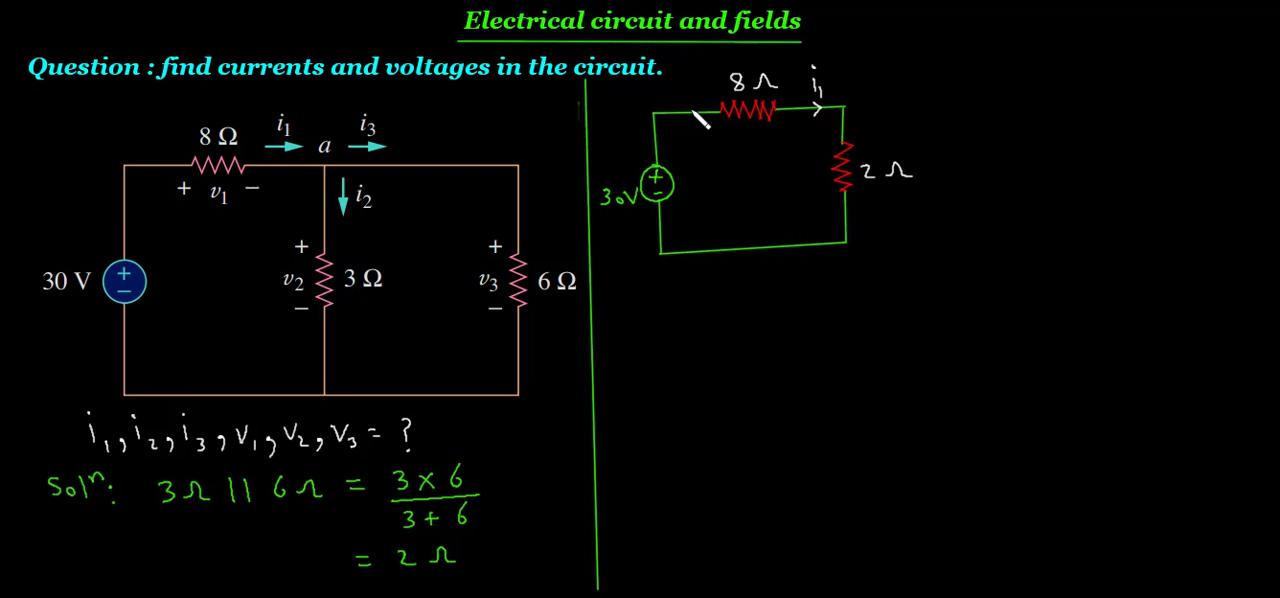 Electrical circuit and fields
Question : find currents and voltages in the circuit.
8 Ω
i1
i3
a
+ v1 −
i2
30 V
+
−
+
v2
−
3 Ω
+
v3
−
6 Ω
i1, i2, i3, v1, v2, v3 = ?
Solⁿ: 3Ω || 6Ω = 3 × 6
3 + 6
= 2 Ω
8 Ω
i1
30V
+
−
2 Ω